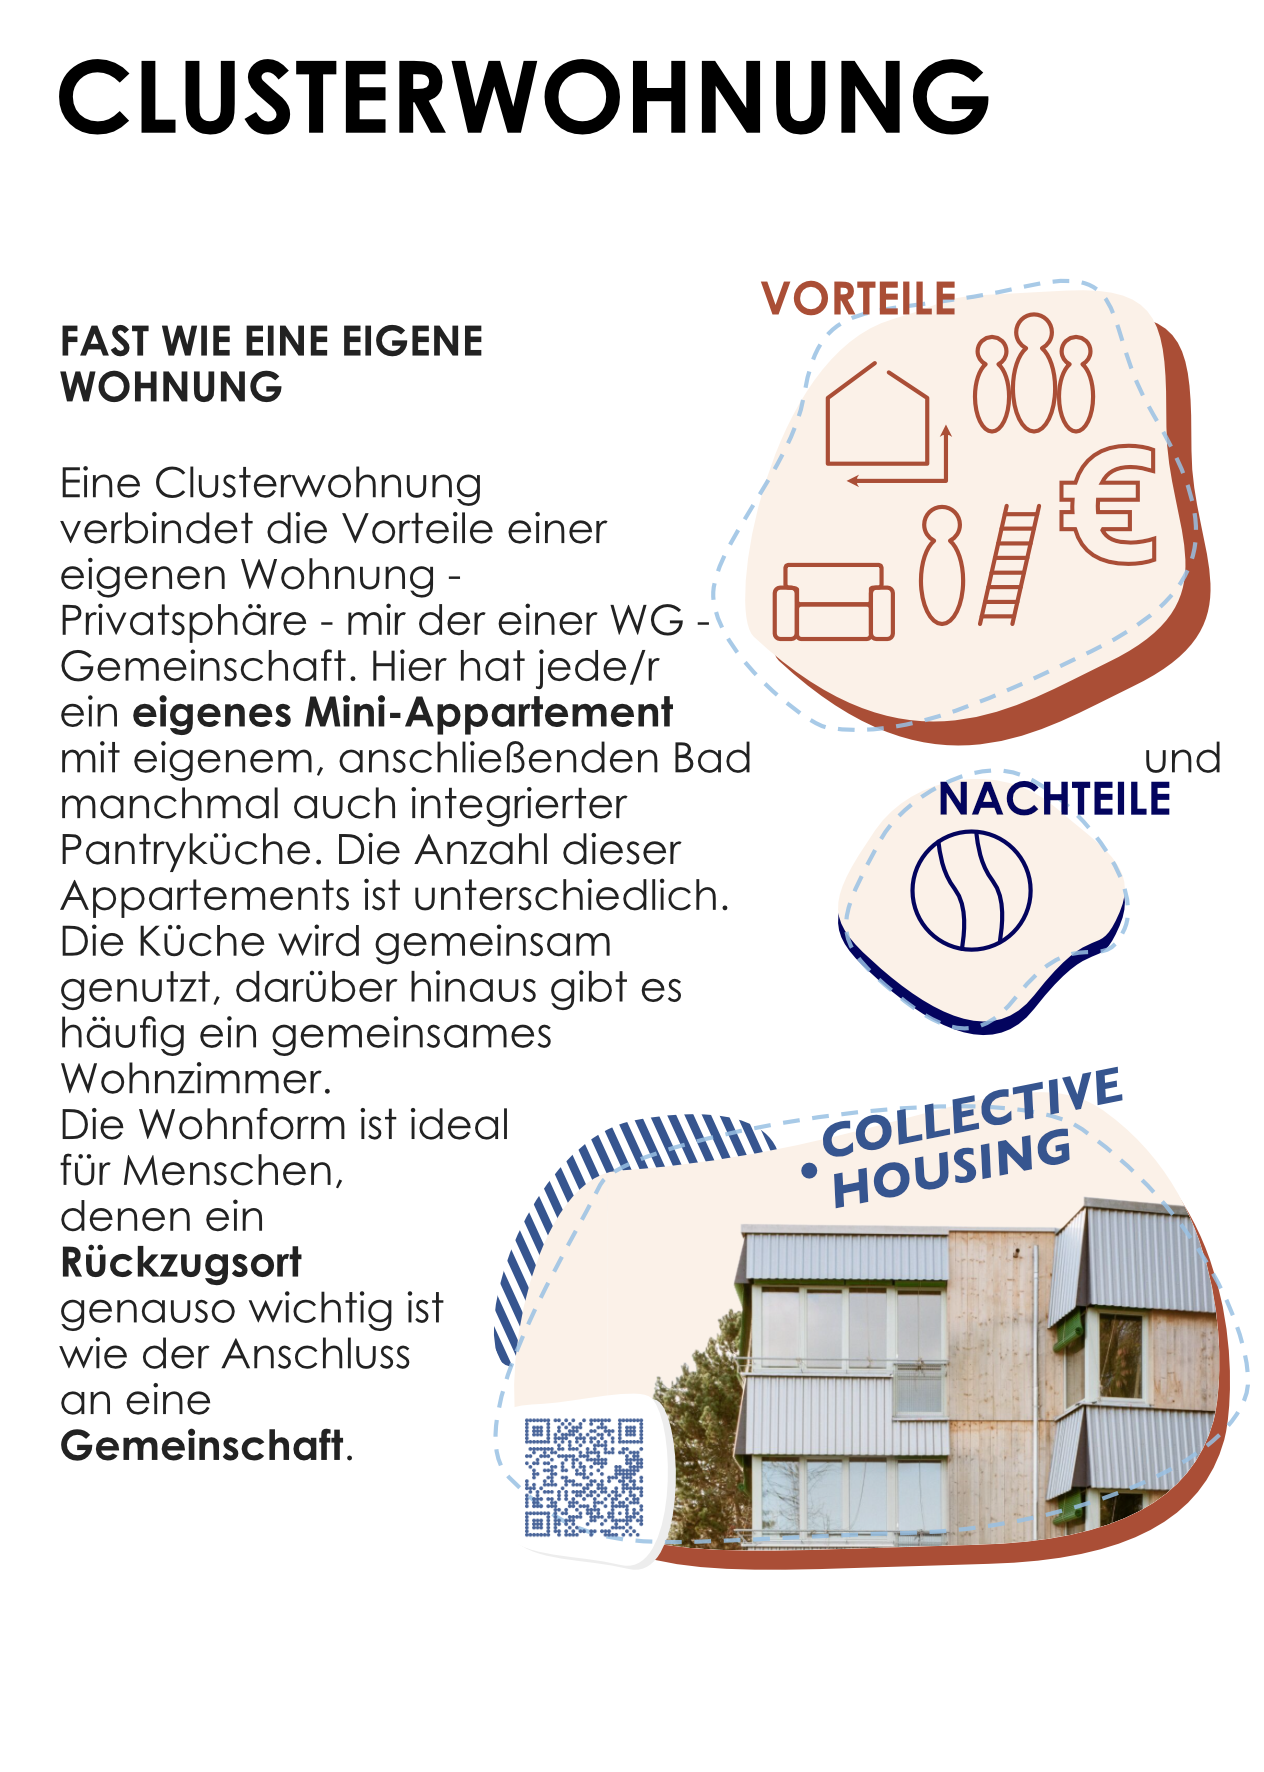 CLUSTERWOHNUNG
FAST WIE EINE EIGENE
WOHNUNG
Eine Clusterwohnung
verbindet die Vorteile einer
eigenen Wohnung -
Privatsphäre - mir der einer WG -
Gemeinschaft. Hier hat jede/r
ein eigenes Mini-Appartement
mit eigenem, anschließenden Bad und
manchmal auch integrierter
Pantryküche. Die Anzahl dieser
Appartements ist unterschiedlich.
Die Küche wird gemeinsam
genutzt, darüber hinaus gibt es
häufig ein gemeinsames
Wohnzimmer.
Die Wohnform ist ideal
für Menschen,
denen ein
Rückzugsort
genauso wichtig ist
wie der Anschluss
an eine
Gemeinschaft.
VORTEILE
€
NACHTEILE
COLLECTIVE
• HOUSING